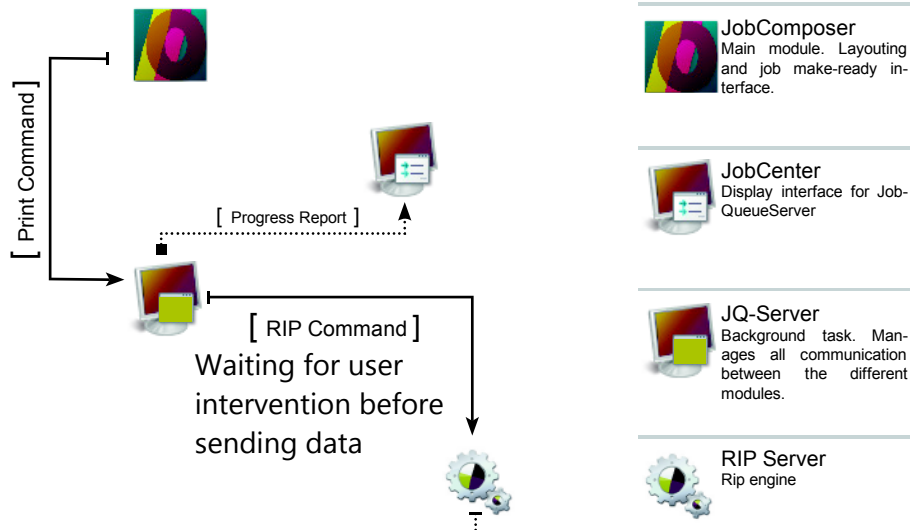 [ Print Command ]
[ Progress Report ]
[ RIP Command ]
Waiting for user
intervention before
sending data
JobComposer
Main module. Layouting
and job make-ready in-
terface.
JobCenter
Display interface for Job-
QueueServer
JQ-Server
Background task. Man-
ages all communication
between the different
modules.
RIP Server
Rip engine